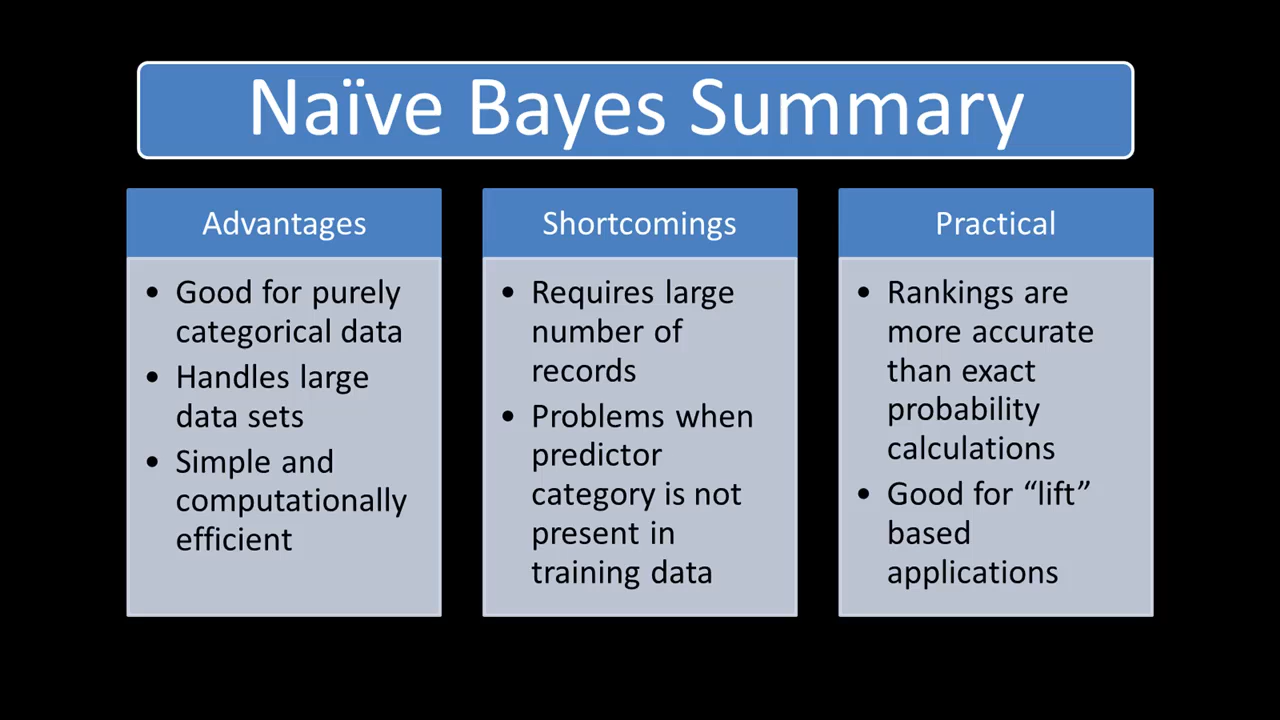 Naïve Bayes Summary
Advantages
• Good for purely
categorical data
• Handles large
data sets
• Simple and
computationally
efficient
Shortcomings
• Requires large
number of
records
• Problems when
predictor
category is not
present in
training data
Practical
• Rankings are
more accurate
than exact
probability
calculations
• Good for “lift”
based
applications